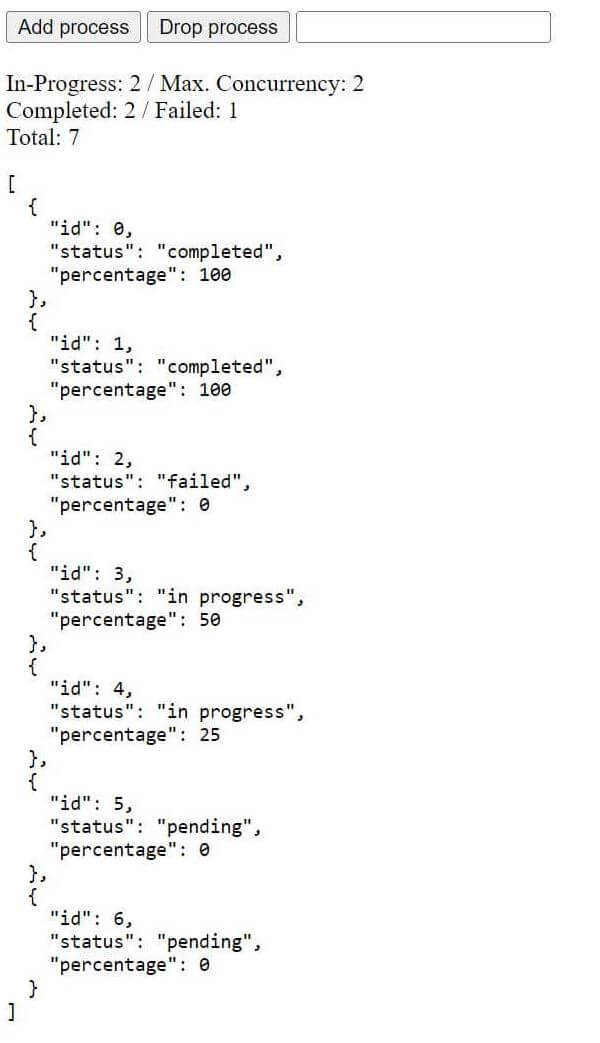 Add process Drop process
In-Progress: 2 / Max. Concurrency: 2
Completed: 2 / Failed: 1
Total: 7
[
  {
    "id": 0,
    "status": "completed",
    "percentage": 100
  },
  {
    "id": 1,
    "status": "completed",
    "percentage": 100
  },
  {
    "id": 2,
    "status": "failed",
    "percentage": 0
  },
  {
    "id": 3,
    "status": "in progress",
    "percentage": 50
  },
  {
    "id": 4,
    "status": "in progress",
    "percentage": 25
  },
  {
    "id": 5,
    "status": "pending",
    "percentage": 0
  },
  {
    "id": 6,
    "status": "pending",
    "percentage": 0
  }
]